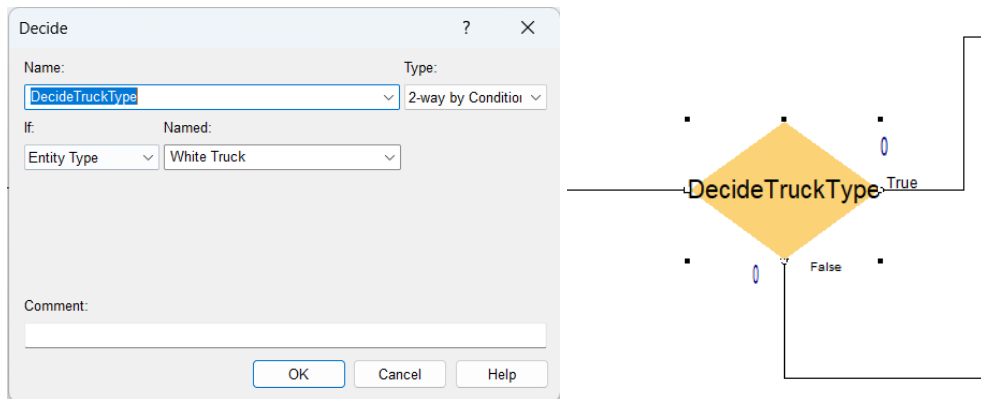 Decide ?
Name: Type:
DecideTruckType 2-way by Condition
If: Named:
Entity Type White Truck
Comment:
OK Cancel Help
0
DecideTruckType True
0 False